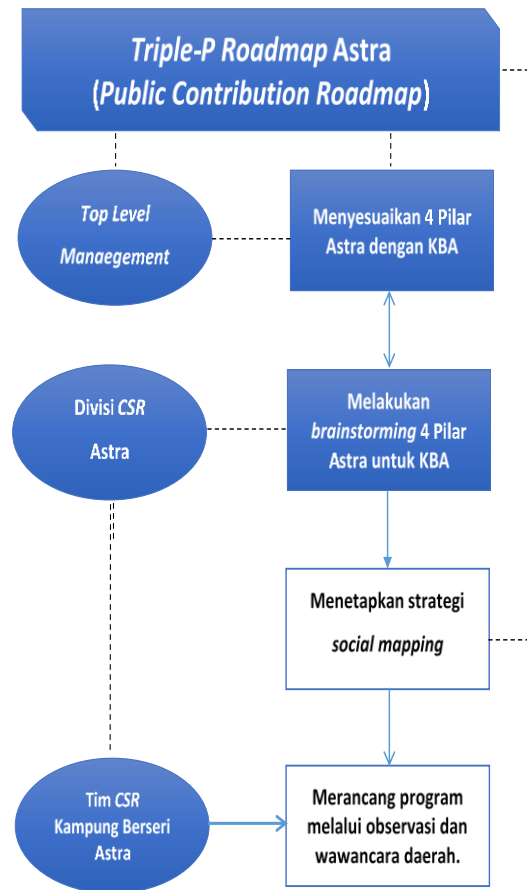 Triple-P Roadmap Astra
(Public Contribution Roadmap)
Top Level
Manaegement
Menyesuaikan 4 Pilar
Astra dengan KBA
Divisi CSR
Astra
Melakukan
brainstorming 4 Pilar
Astra untuk KBA
Menetapkan strategi
social mapping
Tim CSR
Kampung Berseri
Astra
Merancang program
melalui observasi dan
wawancara daerah.